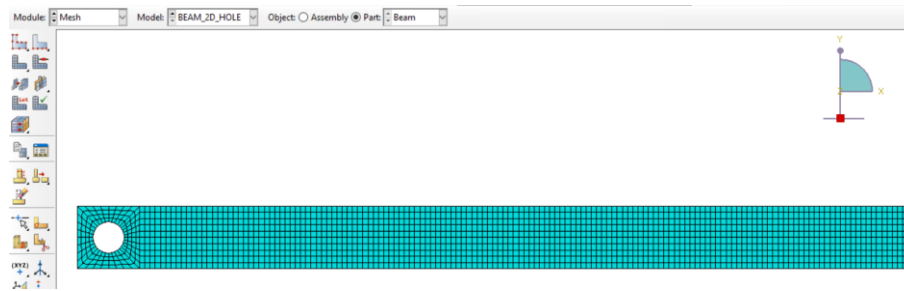 Module: Mesh Model: BEAM_2D_HOLE Object: Assembly Part: Beam
Y
X
Z
(XYZ)